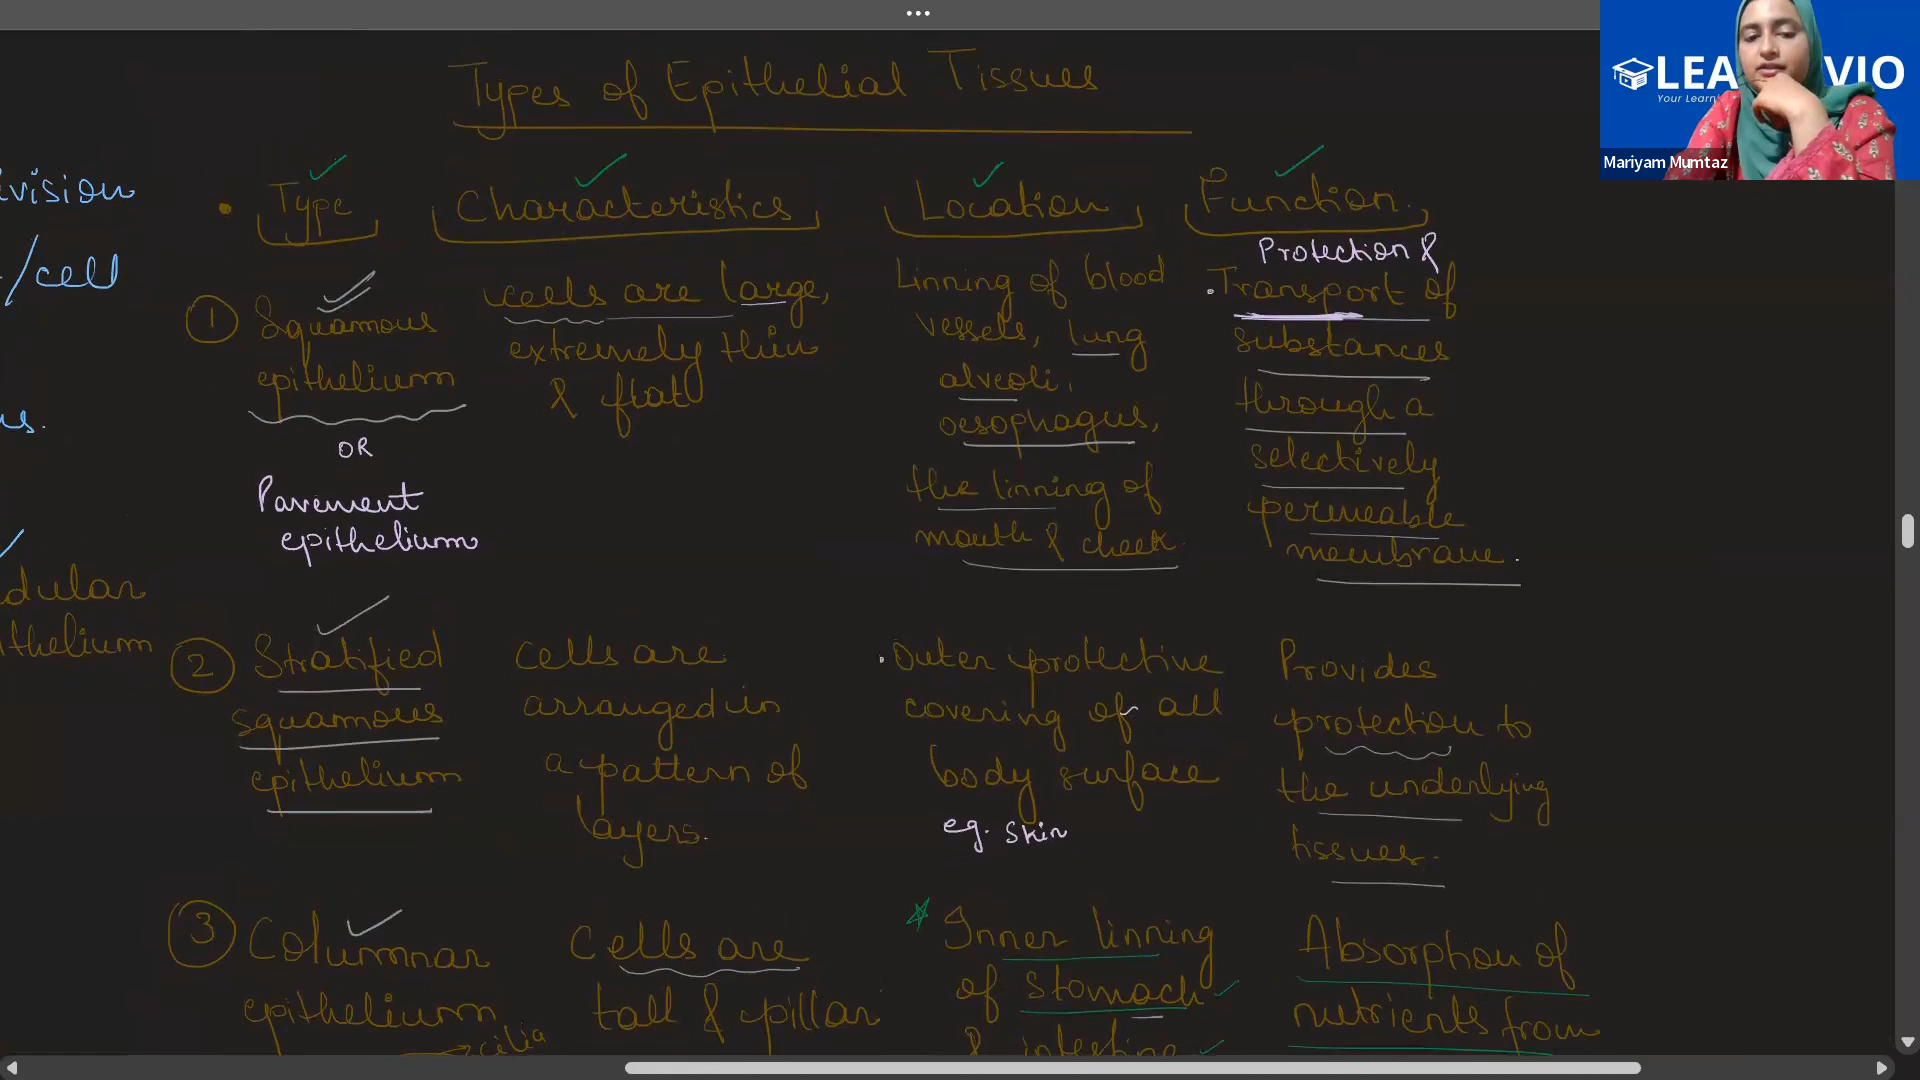 Types of Epithelial Tissues
• Type Characteristics Location Function
① Squamous epithelium
OR
Pavement epithelium
cells are large,
extremely thin
& flat
Linning of blood
vessels, lung
alveoli,
oesophagus,
the linning of
mouth & cheek
Protection &
Transport of
substances
through a
selectively
permeable
membrane.
② Stratified
squamous
epithelium
cells are
arranged in
a pattern of
layers.
Outer protective
covering of all
body surface
eg. skin
Provides
protection to
the underlying
tissues.
③ Columnar
epithelium
cilia
Cells are
tall & pillar
Inner linning
of stomach
& intestine
Absorption of
nutrients from
vision
/cell
us.
dular
thelium
VIO
Your Learn
Mariyam Mumtaz
LEA